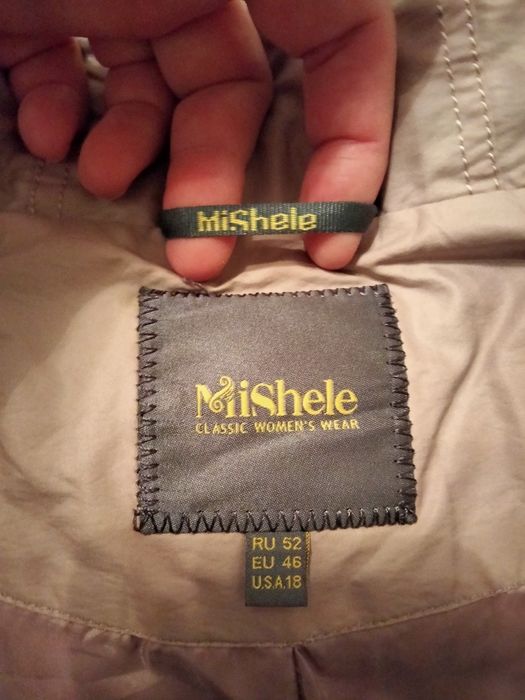 MiShele
MiShele
CLASSIC WOMEN'S WEAR
RU 52
EU 46
U.S.A.18